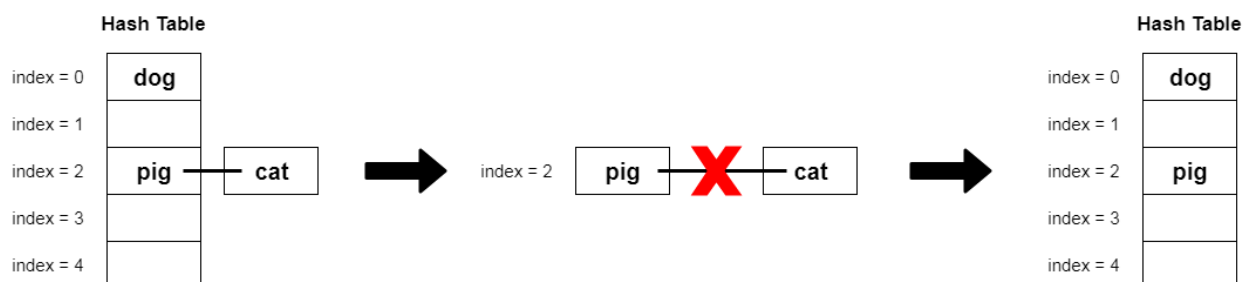 Hash Table
index = 0 dog
index = 1
index = 2 pig cat
index = 3
index = 4
index = 2 pig X cat
Hash Table
index = 0 dog
index = 1
index = 2 pig
index = 3
index = 4